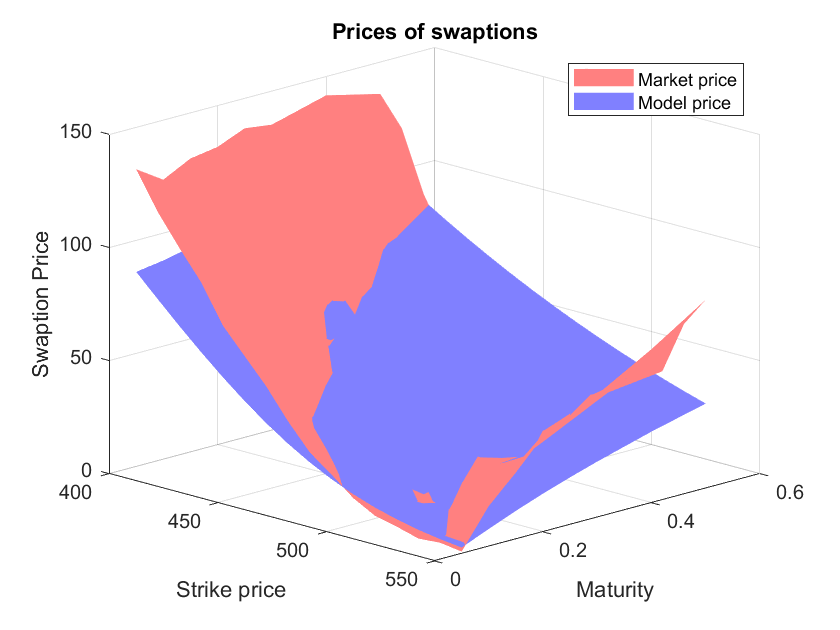 Prices of swaptions
Market price
Model price
150
100
50
0
Swaption Price
400
450
500
550
Strike price
0
0.2
0.4
0.6
Maturity